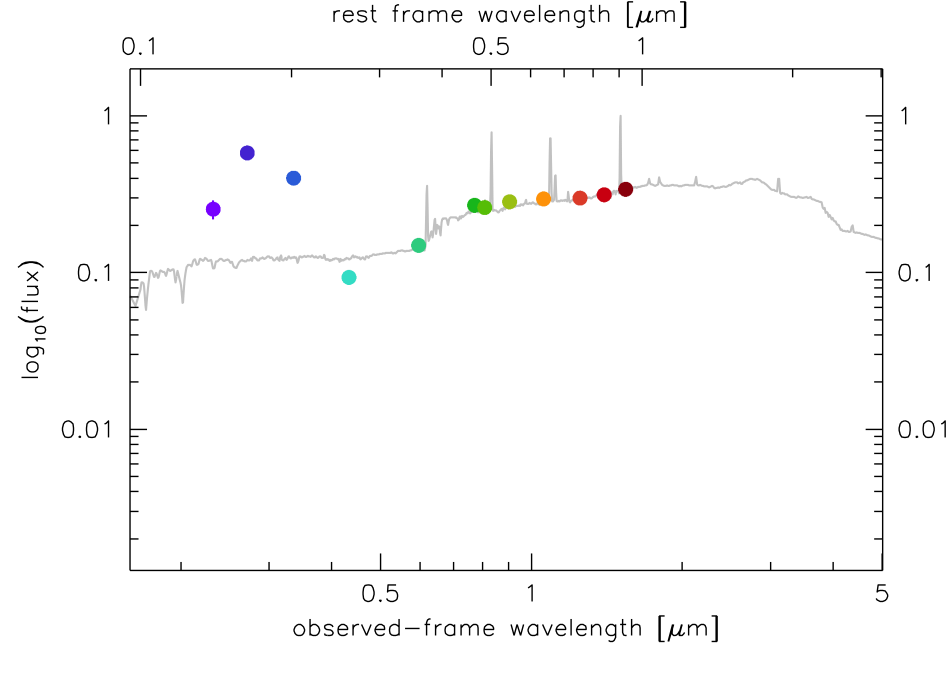 rest frame wavelength [μm]
0.1 0.5 1
1 1
0.1 0.1
0.01 0.01
log10(flux)
0.5 1 5
observed-frame wavelength [μm]